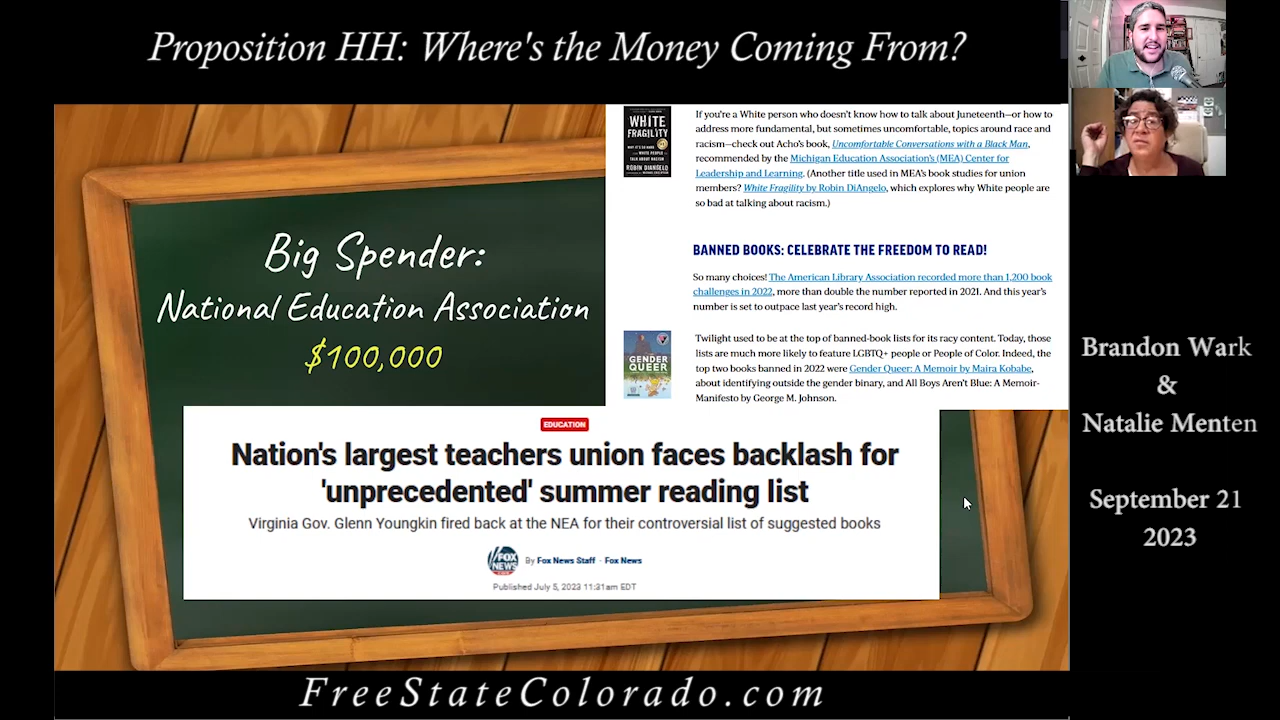 Proposition HH: Where's the Money Coming From?
Big Spender:
National Education Association
$100,000
WHITE
FRAGILITY
ROBIN DIANGELO
If you're a White person who doesn't know how to talk about Juneteenth—or how to
address more fundamental, but sometimes uncomfortable, topics around race and
racism—check out Acho's book, Uncomfortable Conversations with a Black Man,
recommended by the Michigan Education Association's (MEA) Center for
Leadership and Learning. (Another title used in MEA's book studies for union
members? White Fragility by Robin DiAngelo, which explores why White people are
so bad at talking about racism.)
BANNED BOOKS: CELEBRATE THE FREEDOM TO READ!
So many choices! The American Library Association recorded more than 1,200 book
challenges in 2022, more than double the number reported in 2021. And this year's
number is set to outpace last year's record high.
GENDER
QUEER
Twilight used to be at the top of banned-book lists for its racy content. Today, those
lists are much more likely to feature LGBTQ+ people or People of Color. Indeed, the
top two books banned in 2022 were Gender Queer: A Memoir by Maira Kobabe,
about identifying outside the gender binary, and All Boys Aren't Blue: A Memoir-
Manifesto by George M. Johnson.
EDUCATION
Nation's largest teachers union faces backlash for
'unprecedented' summer reading list
Virginia Gov. Glenn Youngkin fired back at the NEA for their controversial list of suggested books
FOX
NEWS
By Fox News Staff · Fox News
Published July 5, 2023 11:31am EDT
Brandon Wark
&
Natalie Menten
September 21
2023
FreeStateColorado.com